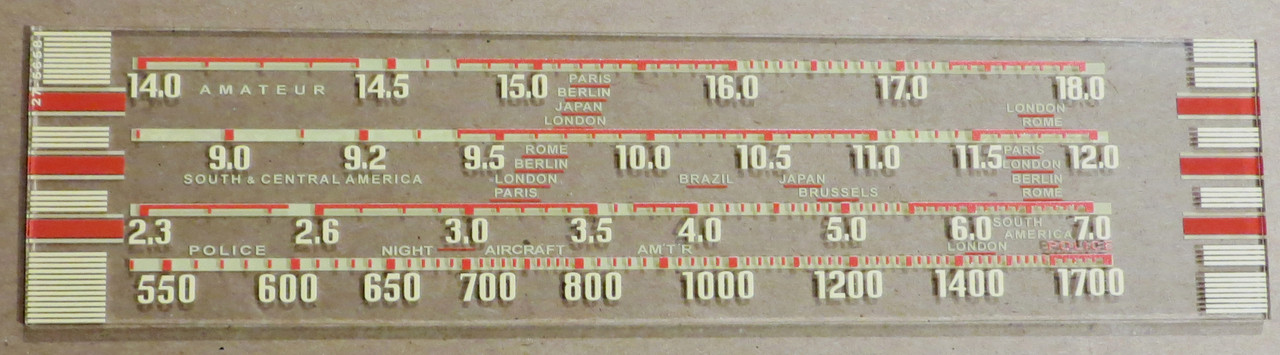 14.0 14.5 15.0 16.0 17.0 18.0
AMATEUR
PARIS
BERLIN
JAPAN
LONDON
LONDON
ROME
9.0 9.2 9.5 10.0 10.5 11.0 11.5 12.0
SOUTH & CENTRAL AMERICA
ROME
BERLIN
LONDON
PARIS
BRAZIL
JAPAN
BRUSSELS
PARIS
LONDON
BERLIN
ROME
2.3 2.6 3.0 3.5 4.0 5.0 6.0 7.0
POLICE NIGHT AIRCRAFT AM'T'R
SOUTH
AMERICA
LONDON
POLICE
550 600 650 700 800 1000 1200 1400 1700